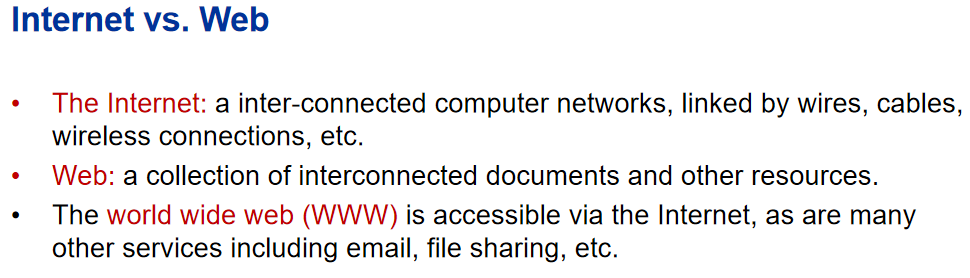 Internet vs. Web
• The Internet: a inter-connected computer networks, linked by wires, cables,
wireless connections, etc.
• Web: a collection of interconnected documents and other resources.
• The world wide web (WWW) is accessible via the Internet, as are many
other services including email, file sharing, etc.